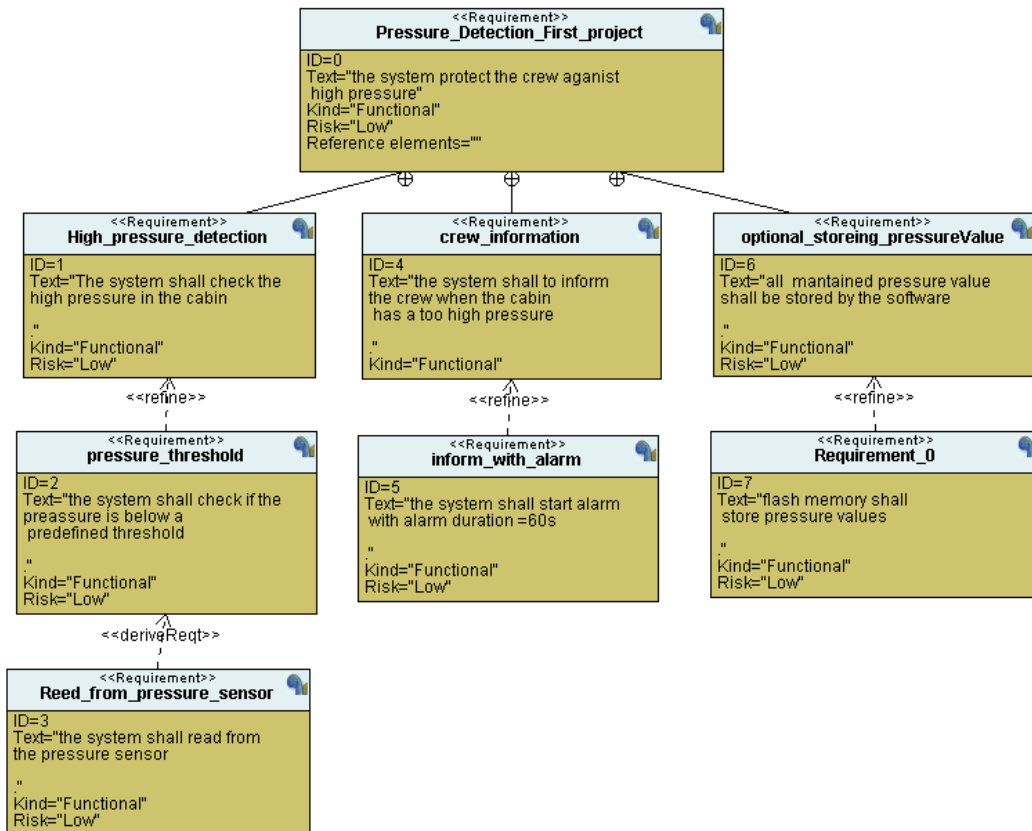 <<Requirement>>
Pressure_Detection_First_project
ID=0
Text="the system protect the crew aganist
high pressure"
Kind="Functional"
Risk="Low"
Reference elements=""
<<Requirement>>
High_pressure_detection
ID=1
Text="The system shall check the
high pressure in the cabin
."
Kind="Functional"
Risk="Low"
<<Requirement>>
crew_information
ID=4
Text="the system shall to inform
the crew when the cabin
has a too high pressure
."
Kind="Functional"
<<Requirement>>
optional_storeing_pressureValue
ID=6
Text="all mantained pressure value
shall be stored by the software
."
Kind="Functional"
Risk="Low"
<<refine>>
<<refine>>
<<refine>>
<<Requirement>>
pressure_threshold
ID=2
Text="the system shall check if the
preassure is below a
predefined threshold
."
Kind="Functional"
Risk="Low"
<<Requirement>>
inform_with_alarm
ID=5
Text="the system shall start alarm
with alarm duration =60s
."
Kind="Functional"
Risk="Low"
<<Requirement>>
Requirement_0
ID=7
Text="flash memory shall
store pressure values
."
Kind="Functional"
Risk="Low"
<<deriveReqt>>
<<Requirement>>
Reed_from_pressure_sensor
ID=3
Text="the system shall read from
the pressure sensor
."
Kind="Functional"
Risk="Low"